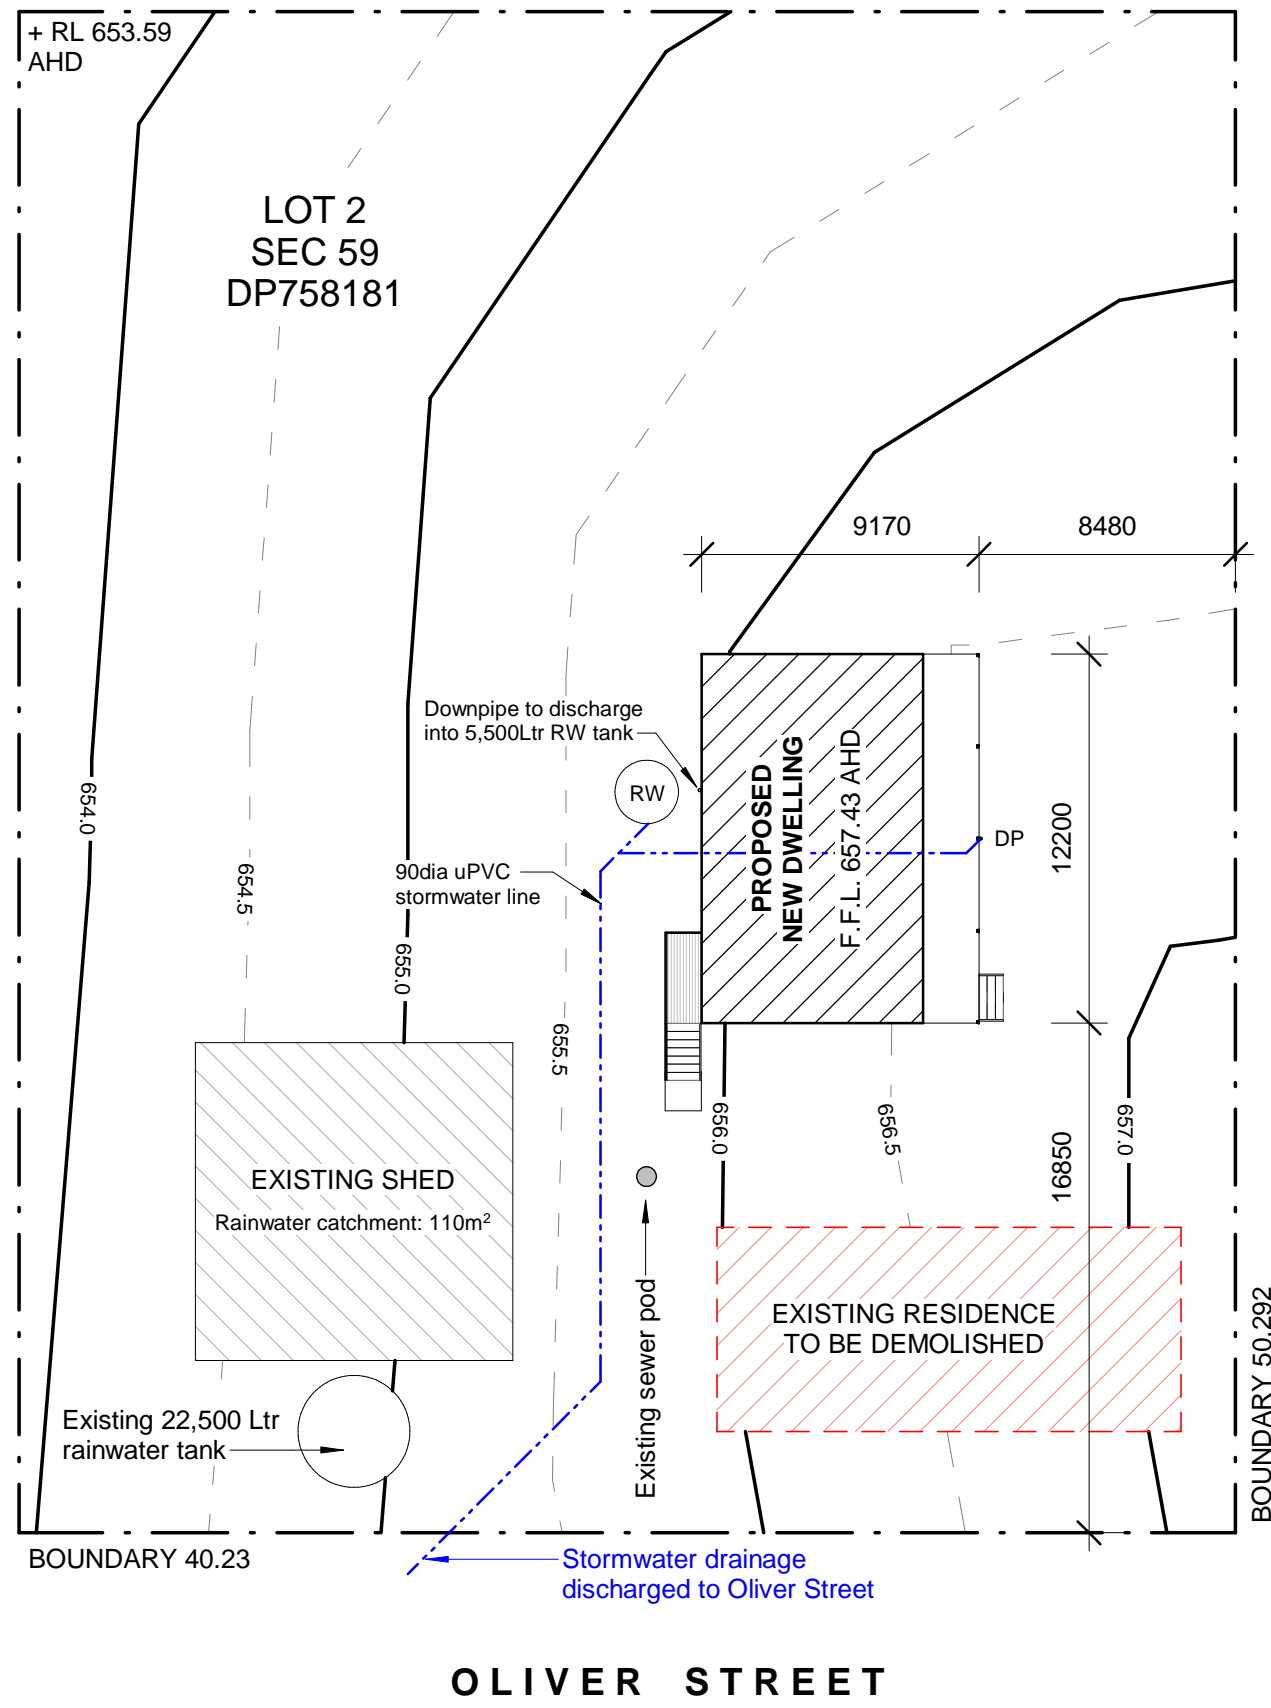 + RL 653.59
AHD
LOT 2
SEC 59
DP758181
9170
8480
Downpipe to discharge
into 5,500Ltr RW tank
RW
PROPOSED
NEW DWELLING
F.F.L. 657.43 AHD
DP
12200
654.0
654.5
90dia uPVC
stormwater line
655.0
655.5
656.0
656.5
657.0
16850
EXISTING SHED
Rainwater catchment: 110m²
Existing sewer pod
EXISTING RESIDENCE
TO BE DEMOLISHED
BOUNDARY 50.292
Existing 22,500 Ltr
rainwater tank
BOUNDARY 40.23
Stormwater drainage
discharged to Oliver Street
OLIVER STREET